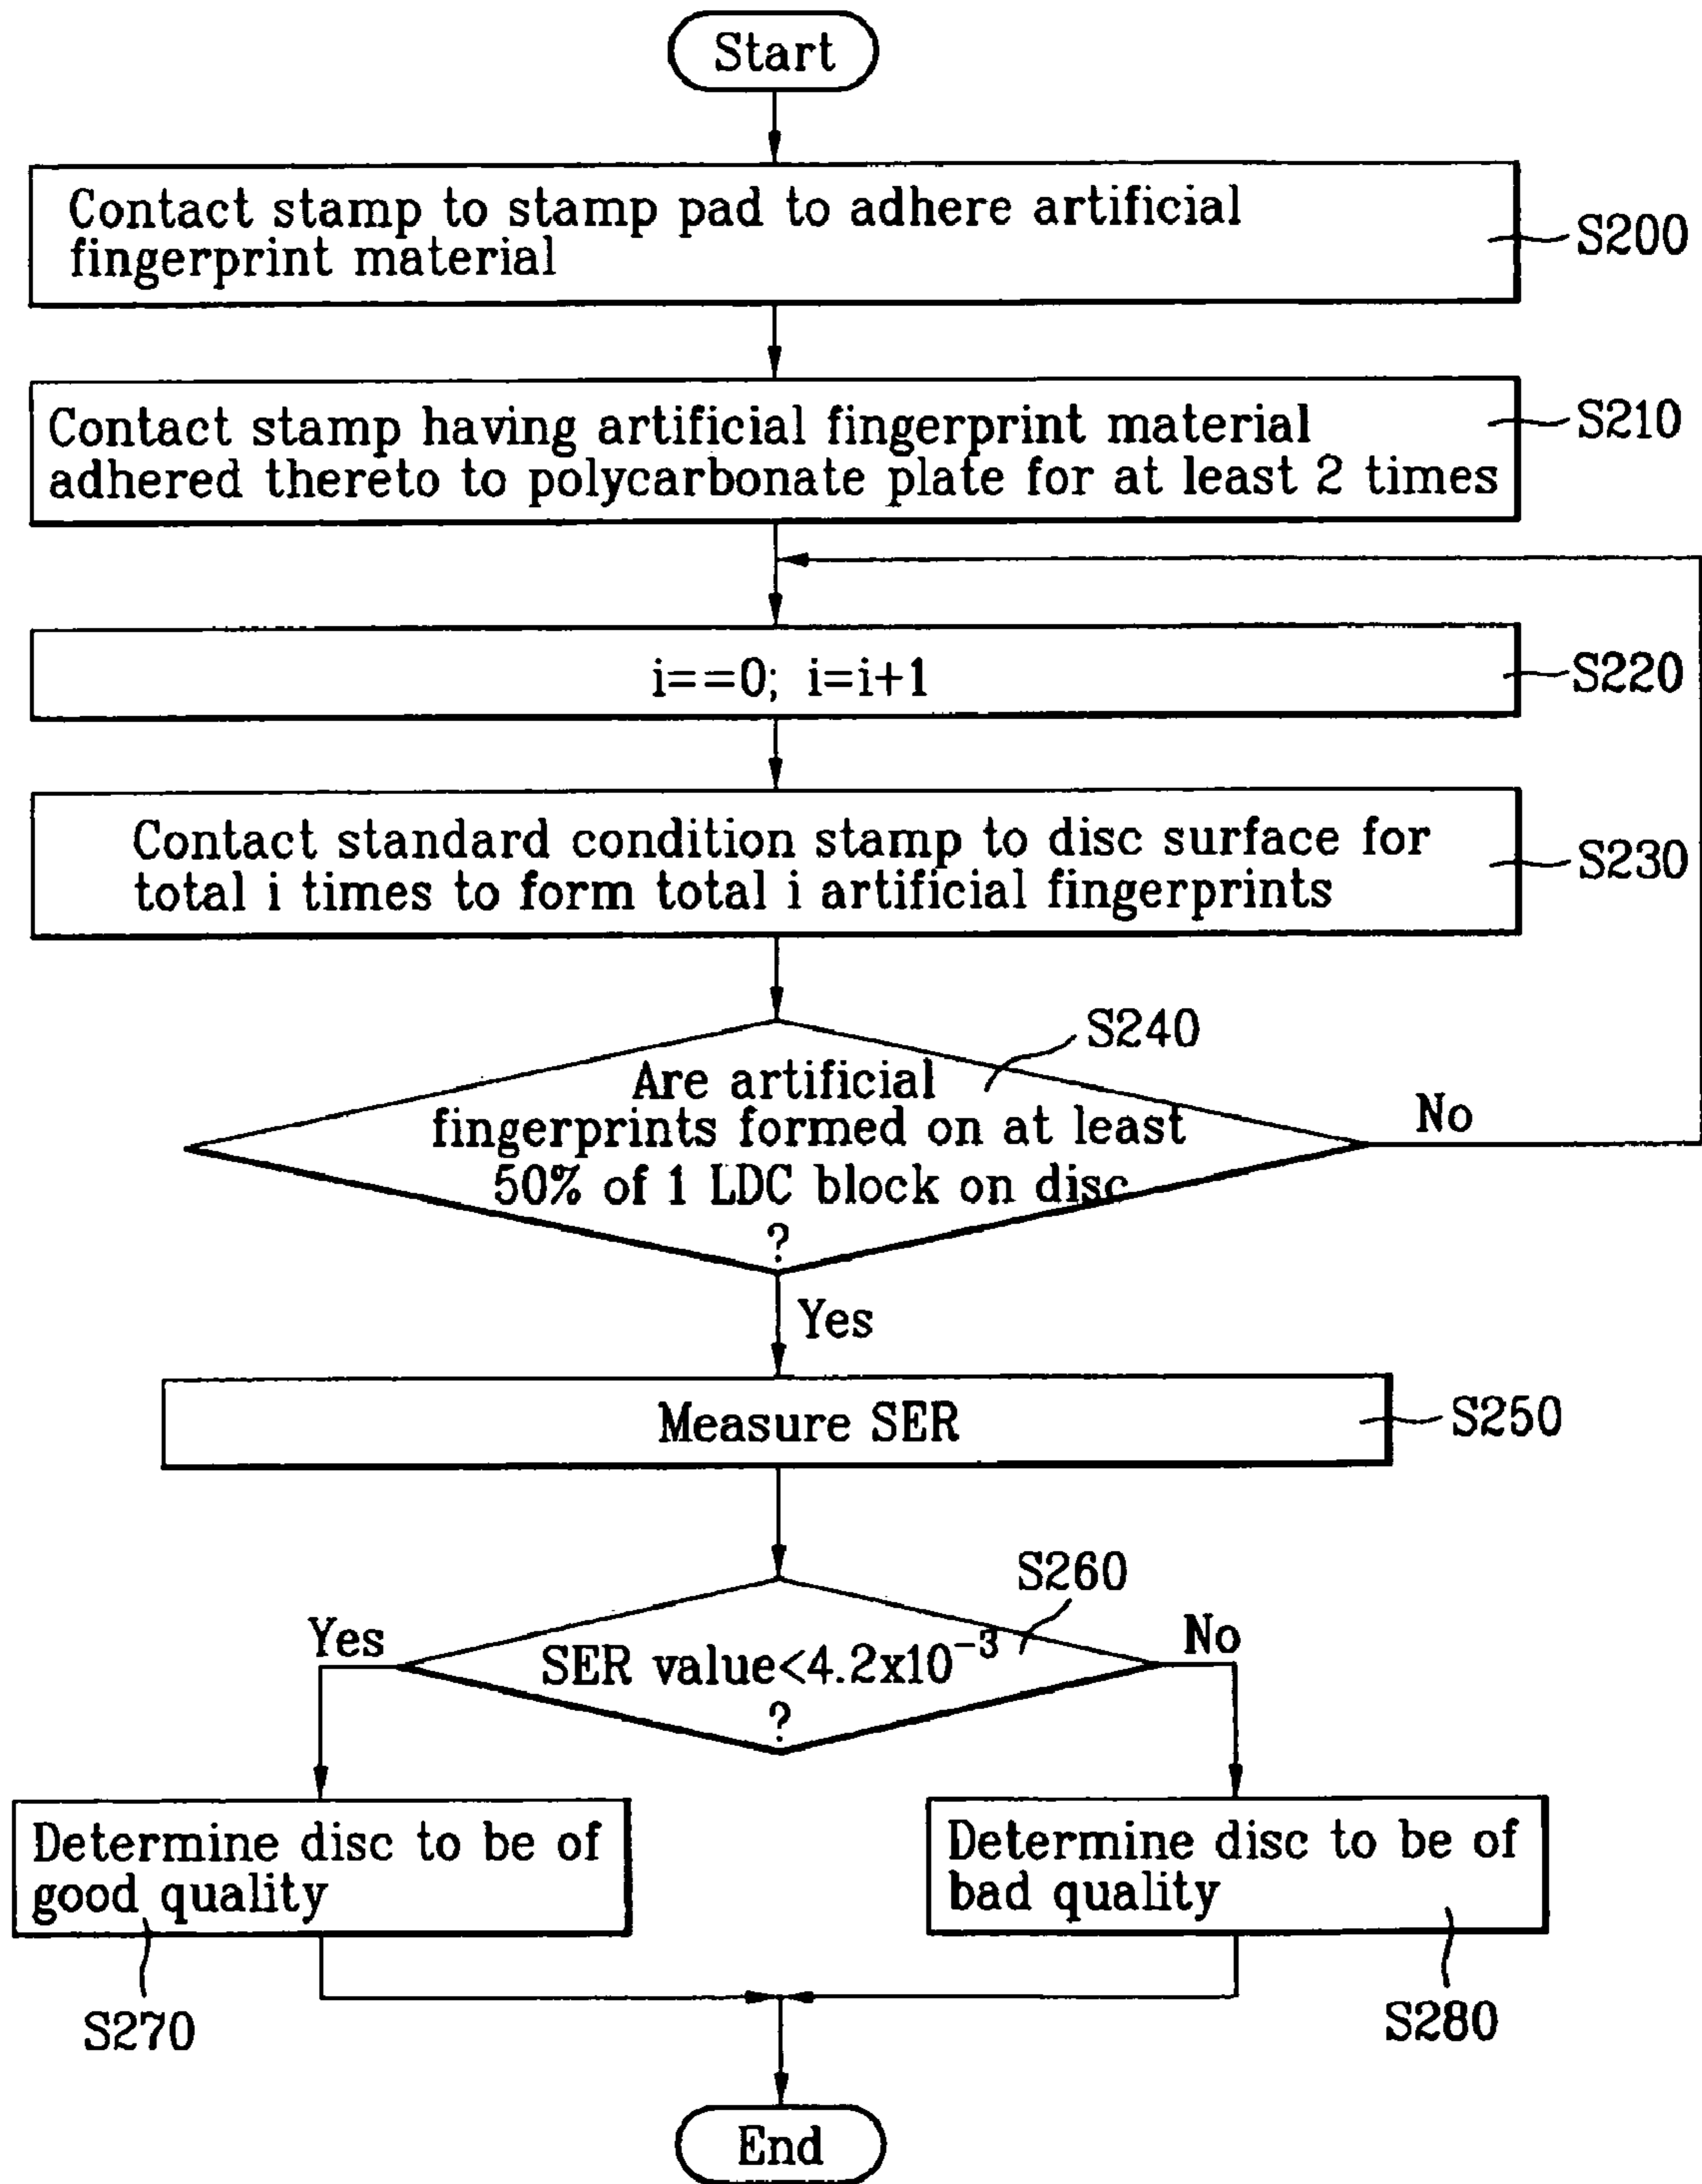 Start
Contact stamp to stamp pad to adhere artificial
fingerprint material
S200
Contact stamp having artificial fingerprint material
adhered thereto to polycarbonate plate for at least 2 times
S210
i==0; i=i+1
S220
Contact standard condition stamp to disc surface for
total i times to form total i artificial fingerprints
S230
S240
Are artificial
fingerprints formed on at least
50% of 1 LDC block on disc
?
No
Yes
Measure SER
S250
S260
Yes
SER value<4.2x10⁻³
?
No
Determine disc to be of
good quality
S270
Determine disc to be of
bad quality
S280
End